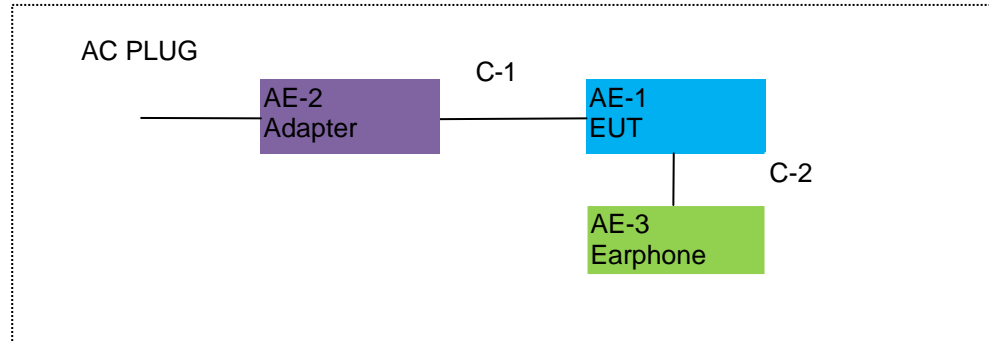 AC PLUG
C-1
AE-2
Adapter
AE-1
EUT
C-2
AE-3
Earphone